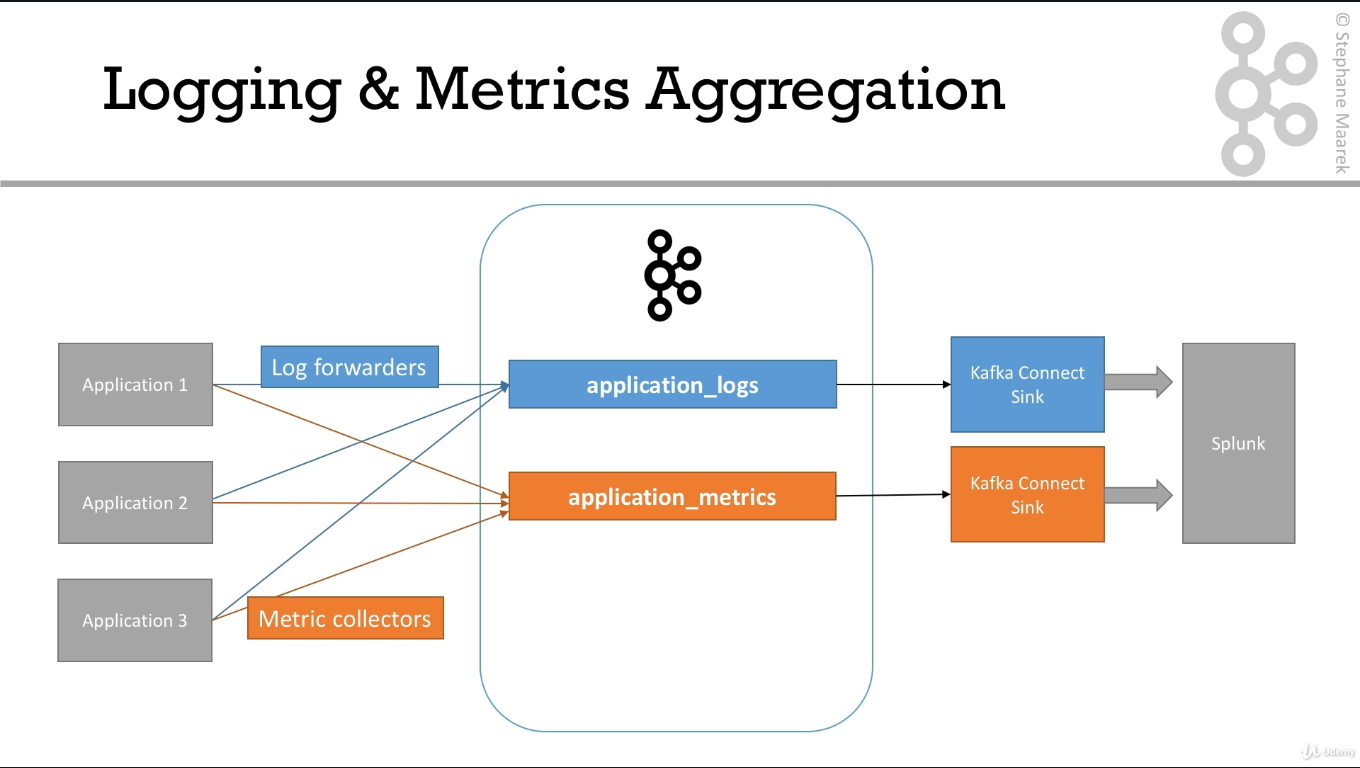 Logging & Metrics Aggregation
© Stephane Maarek
Log forwarders
Application 1
application_logs
Kafka Connect
Sink
Application 2
application_metrics
Kafka Connect
Sink
Splunk
Application 3
Metric collectors
Udemy